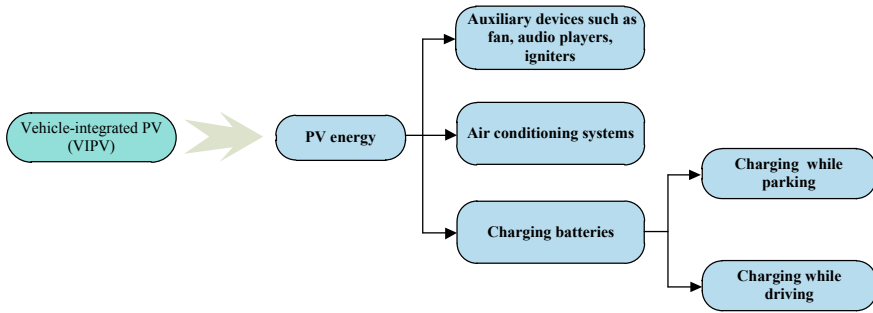 Auxiliary devices such as
fan, audio players,
igniters
Vehicle-integrated PV
(VIPV)
PV energy
Air conditioning systems
Charging while
parking
Charging batteries
Charging while
driving